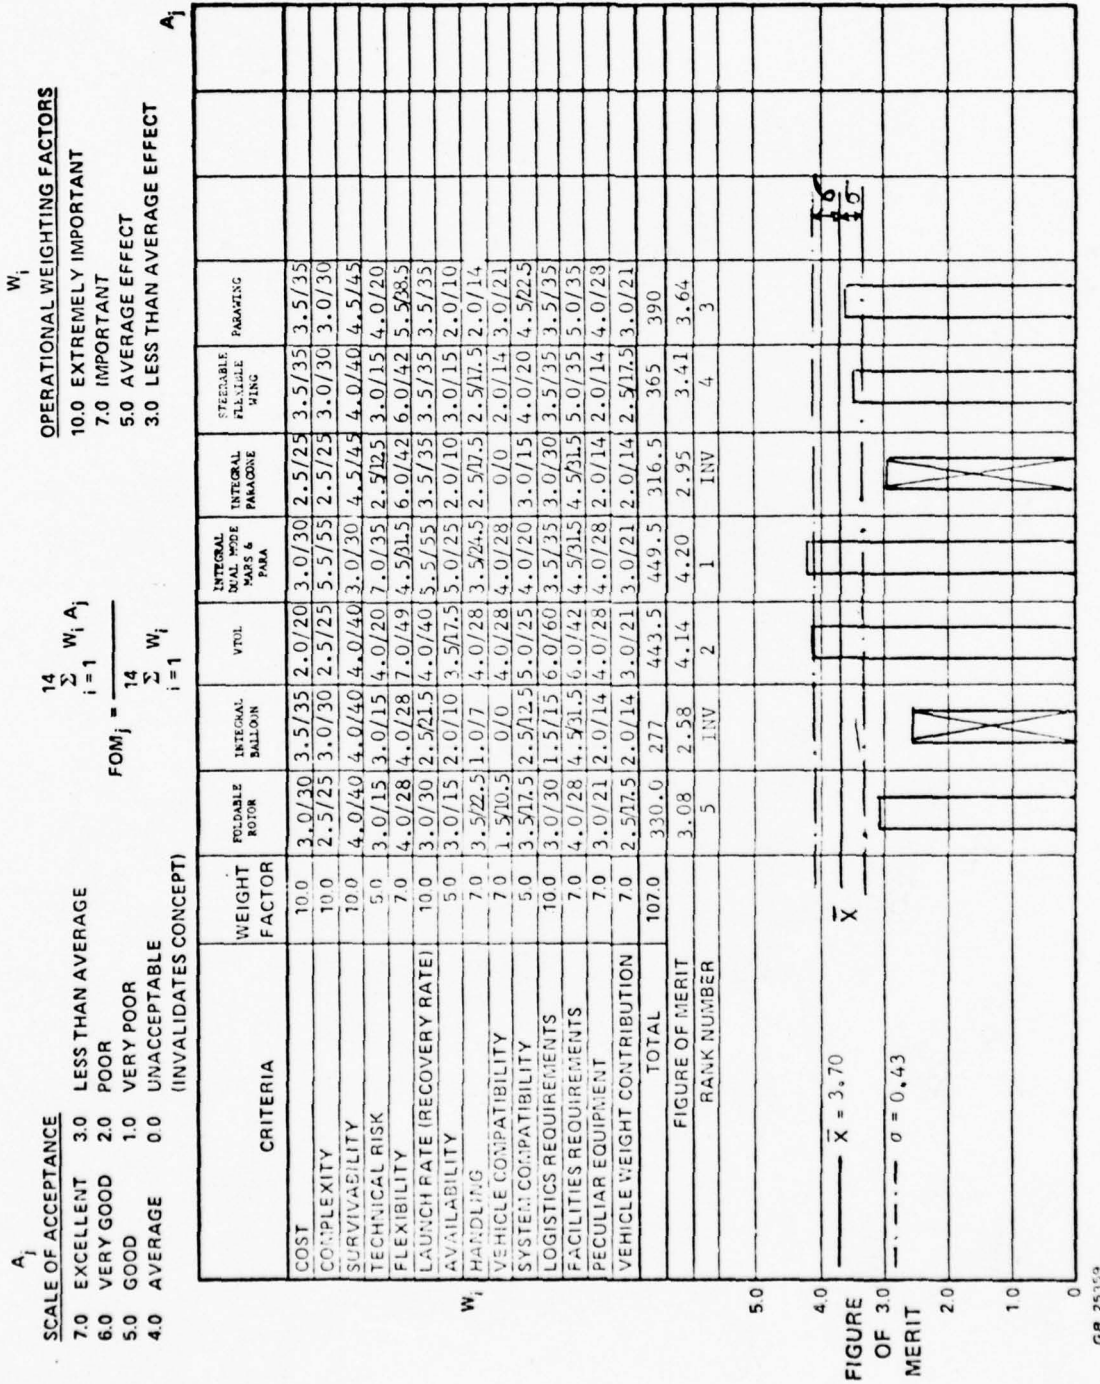 A_j
SCALE OF ACCEPTANCE
7.0 EXCELLENT 3.0 LESS THAN AVERAGE
6.0 VERY GOOD 2.0 POOR
5.0 GOOD 1.0 VERY POOR
4.0 AVERAGE 0.0 UNACCEPTABLE
(INVALIDATES CONCEPT)
FOM_j = 14 Σ i = 1 W_i A_j / 14 Σ i = 1 W_i
W_i
OPERATIONAL WEIGHTING FACTORS
10.0 EXTREMELY IMPORTANT
7.0 IMPORTANT
5.0 AVERAGE EFFECT
3.0 LESS THAN AVERAGE EFFECT
A_j
CRITERIA WEIGHT FACTOR FOLDABLE ROTOR INTEGRAL BALLOON VTOL INTEGRAL DUAL MODE MARS & PARA INTEGRAL PARACONE STEERABLE FLEXIBLE WING PARAWING
COST 10.0 3.0/30 3.5/35 2.0/20 3.0/30 2.5/25 3.5/35 3.5/35
COMPLEXITY 10.0 2.5/25 3.0/30 2.5/25 5.5/55 2.5/25 3.0/30 3.0/30
SURVIVABILITY 10.0 4.0/40 4.0/40 4.0/40 3.0/30 4.5/45 4.0/40 4.5/45
TECHNICAL RISK 5.0 3.0/15 3.0/15 4.0/20 7.0/35 2.5/12.5 3.0/15 4.0/20
FLEXIBILITY 7.0 4.0/28 4.0/28 7.0/49 4.5/31.5 6.0/42 6.0/42 5.5/38.5
LAUNCH RATE (RECOVERY RATE) 10.0 3.0/30 2.5/21.5 4.0/40 5.5/55 3.5/35 3.5/35 3.5/35
AVAILABILITY 5.0 3.0/15 2.0/10 3.5/17.5 5.0/25 2.0/10 3.0/15 2.0/10
W_i
HANDLING 7.0 3.5/22.5 1.0/7 4.0/28 3.5/24.5 2.5/17.5 2.5/17.5 2.0/14
VEHICLE COMPATIBILITY 7.0 1.5/10.5 0/0 4.0/28 4.0/28 0/0 2.0/14 3.0/21
SYSTEM COMPATIBILITY 5.0 3.5/17.5 2.5/12.5 5.0/25 4.0/20 3.0/15 4.0/20 4.5/22.5
LOGISTICS REQUIREMENTS 10.0 3.0/30 1.5/15 6.0/60 3.5/35 3.0/30 3.5/35 3.5/35
FACILITIES REQUIREMENTS 7.0 4.0/28 4.5/31.5 6.0/42 4.5/31.5 4.5/31.5 5.0/35 5.0/35
PECULIAR EQUIPMENT 7.0 3.0/21 2.0/14 4.0/28 4.0/28 2.0/14 2.0/14 4.0/28
VEHICLE WEIGHT CONTRIBUTION 7.0 2.5/17.5 2.0/14 3.0/21 3.0/21 2.0/14 2.5/17.5 3.0/21
TOTAL 107.0 330.0 277 443.5 449.5 316.5 365 390
FIGURE OF MERIT 3.08 2.58 4.14 4.20 2.95 3.41 3.64
RANK NUMBER 5 INV 2 1 INV 4 3
FIGURE
OF
MERIT
5.0
4.0
3.0
2.0
1.0
0
X̄ = 3.70
σ = 0.43
X̄
σ
σ
GB 25359